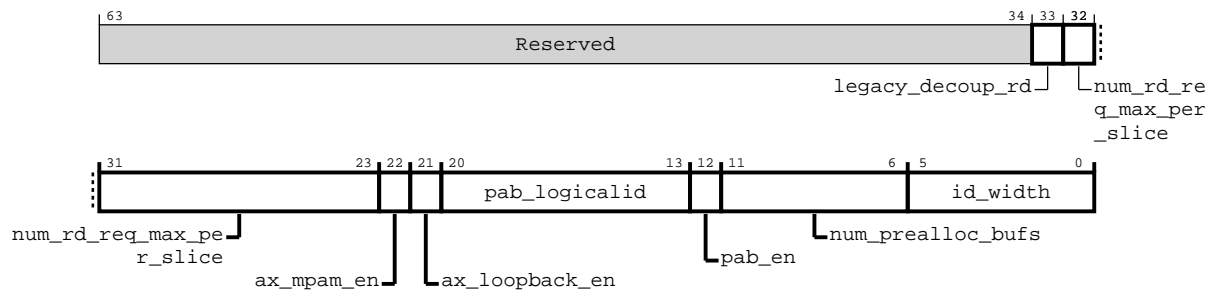 63 34 33 32
Reserved
legacy_decoup_rd num_rd_re
q_max_per
_slice
31 23 22 21 20 13 12 11 6 5 0
pab_logicalid id_width
num_rd_req_max_pe
r_slice
num_prealloc_bufs
pab_en
ax_mpam_en ax_loopback_en